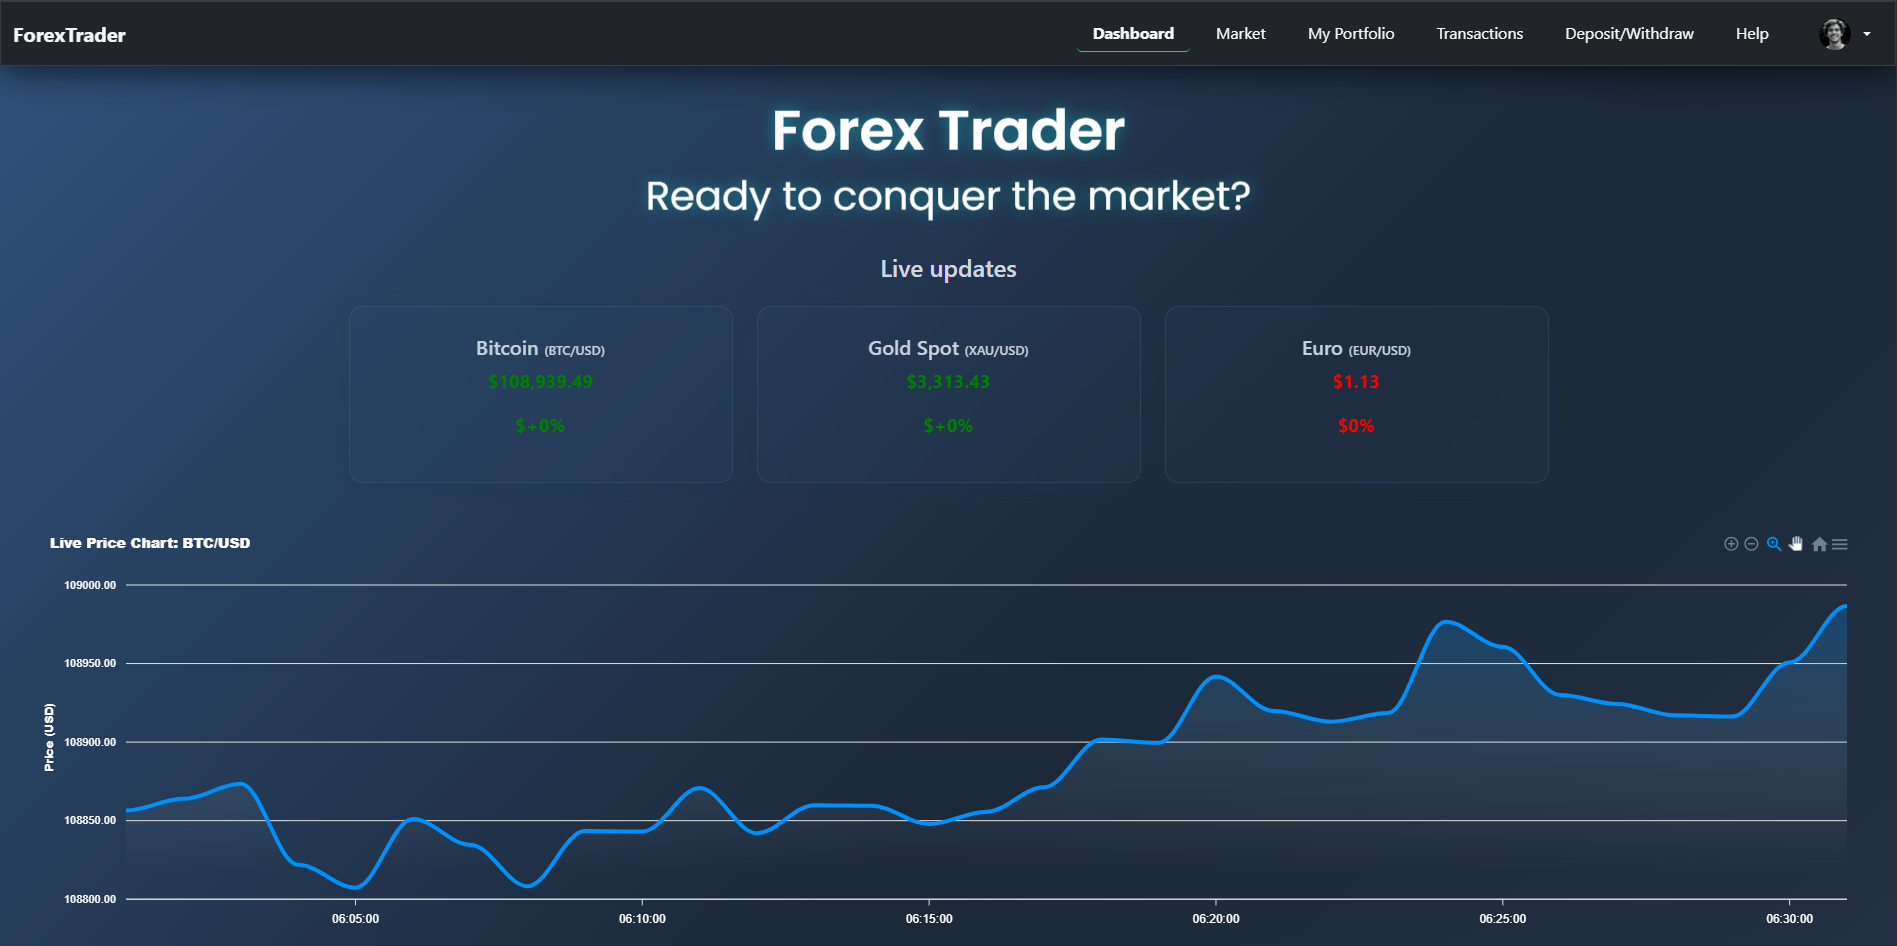 ForexTrader
Dashboard Market My Portfolio Transactions Deposit/Withdraw Help
Forex Trader
Ready to conquer the market?
Live updates
Bitcoin (BTC/USD)
$108,939.49
$+0%
Gold Spot (XAU/USD)
$3,313.43
$+0%
Euro (EUR/USD)
$1.13
$0%
Live Price Chart: BTC/USD
Price (USD)
109000.00
108950.00
108900.00
108850.00
108800.00
06:05:00 06:10:00 06:15:00 06:20:00 06:25:00 06:30:00